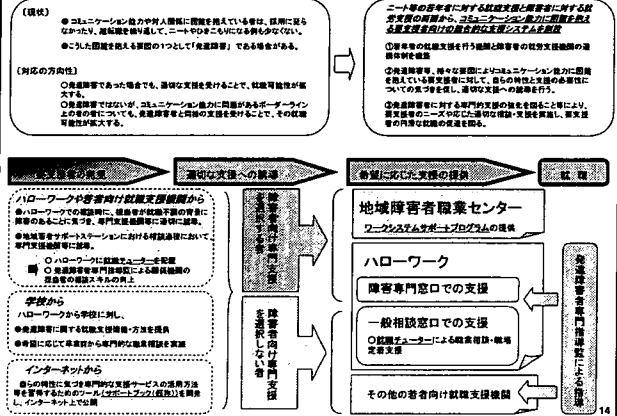 〔現状〕
●コミュニケーション能力や対人関係に困難を抱えている者は、採用に至ら
なかったり、離転職を繰り返して、ニートやひきこもりになる例も少なくない。
●こうした困難を抱える要因の1つとして「発達障害」である場合がある。
〔対応の方向性〕
○発達障害であった場合でも、適切な支援を受けることで、就職可能性が拡
大する。
○発達障害ではないが、コミュニケーション能力に問題があるボーダーライン
上の者の者についても、発達障害者と同様の支援を受けることで、その就職
可能性が拡大する。
ニート等の若年者に対する就職支援と障害者に対する就
労支援の両面から、コミュニケーション能力に困難を抱え
る要支援者向けの総合的な支援システムを創設
①若年者の就職支援を行う機関と障害者の就労支援機関の連
携体制を構築
②発達障害等、様々な要因によりコミュニケーション能力に困難
を抱えている要支援者に対して、自らの特性と支援の必要性に
ついての気づきを促し、適切な支援への誘導を行う。
③発達障害者に対する専門的支援の強化を図ること等により、
要支援者のニーズや応じた適切な相談・支援を実施し、要支援
者の円滑な就職の促進を図る。
適切な支援への誘導
希望に応じた支援の提供
就職
ハローワークや若者向け就職支援機関から
●ハローワークでの相談時に、担当者が就職不調の背景に
障害のあることに気づき、専門支援機関等に適切に誘導。
●地域若者サポートステーションにおける相談過程において
専門支援機関等に誘導。
○ハローワークに就職チューターを配置
○発達障害者専門指導監による関係機関の
担当者の相談スキルの向上
学校から
ハローワークから学校に対し、
●発達障害に関する就職支援情報・方法を提供
●希望に応じて卒業前から専門的な職業相談を実施
インターネットから
自らの特性に気づき専門的な支援サービスの活用方法
等を習得するためのツール(サポートブック(仮称))を開発
し、インターネット上で公開
障害者向け専門支援
を選択する者
障害者向け専門支援
を選択しない者
地域障害者職業センター
ワークシステムサポートプログラムの提供
ハローワーク
障害専門窓口での支援
一般相談窓口での支援
○就職チューターによる職業相談・職場
定着支援
その他の若者向け就職支援機関
発達障害者専門指導監による指導
14